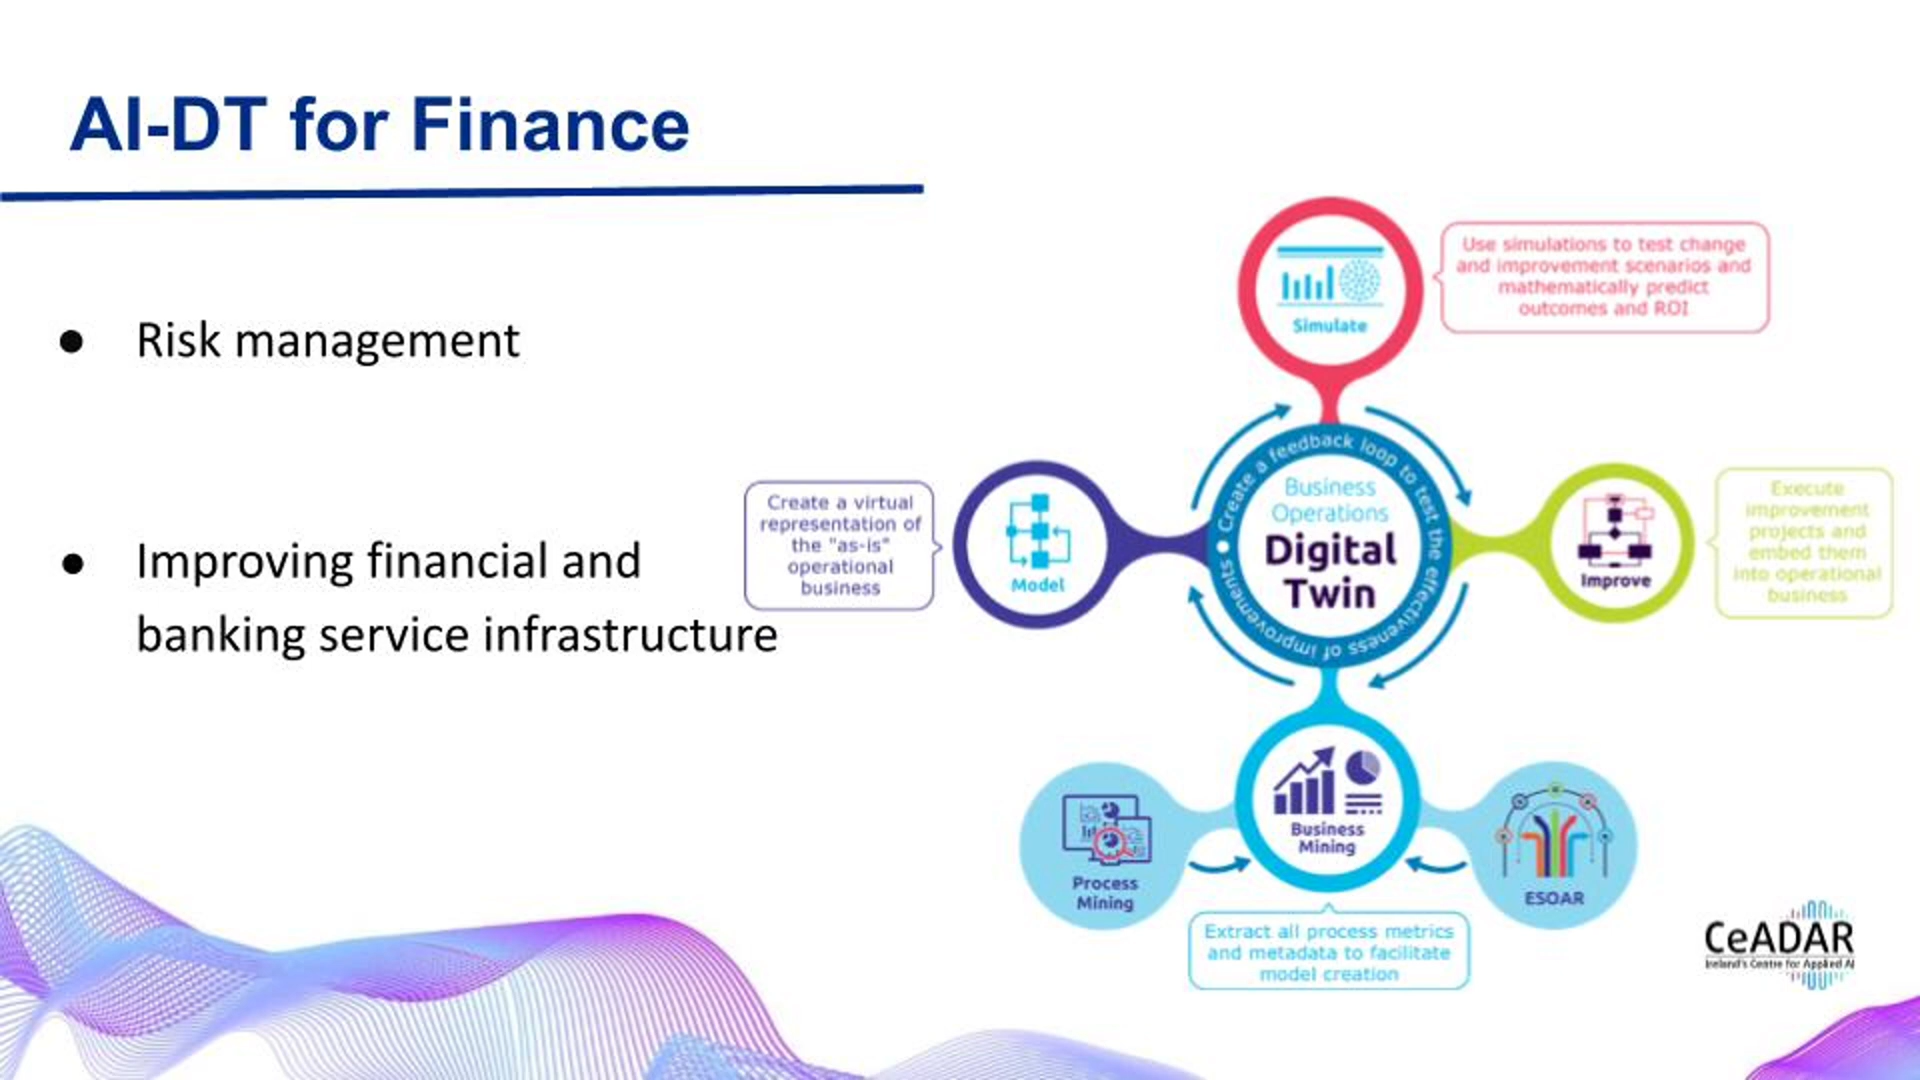 AI-DT for Finance
● Risk management
● Improving financial and
banking service infrastructure
Simulate
Use simulations to test change
and improvement scenarios and
mathematically predict
outcomes and ROI
Create a virtual
representation of
the "as-is"
operational
business
Model
• Create a feedback loop to test the effectiveness of improvements
Business
Operations
Digital
Twin
Improve
Execute
improvement
projects and
embed them
into operational
business
Process
Mining
Business
Mining
ESOAR
Extract all process metrics
and metadata to facilitate
model creation
CeADAR
Ireland's Centre for Applied AI